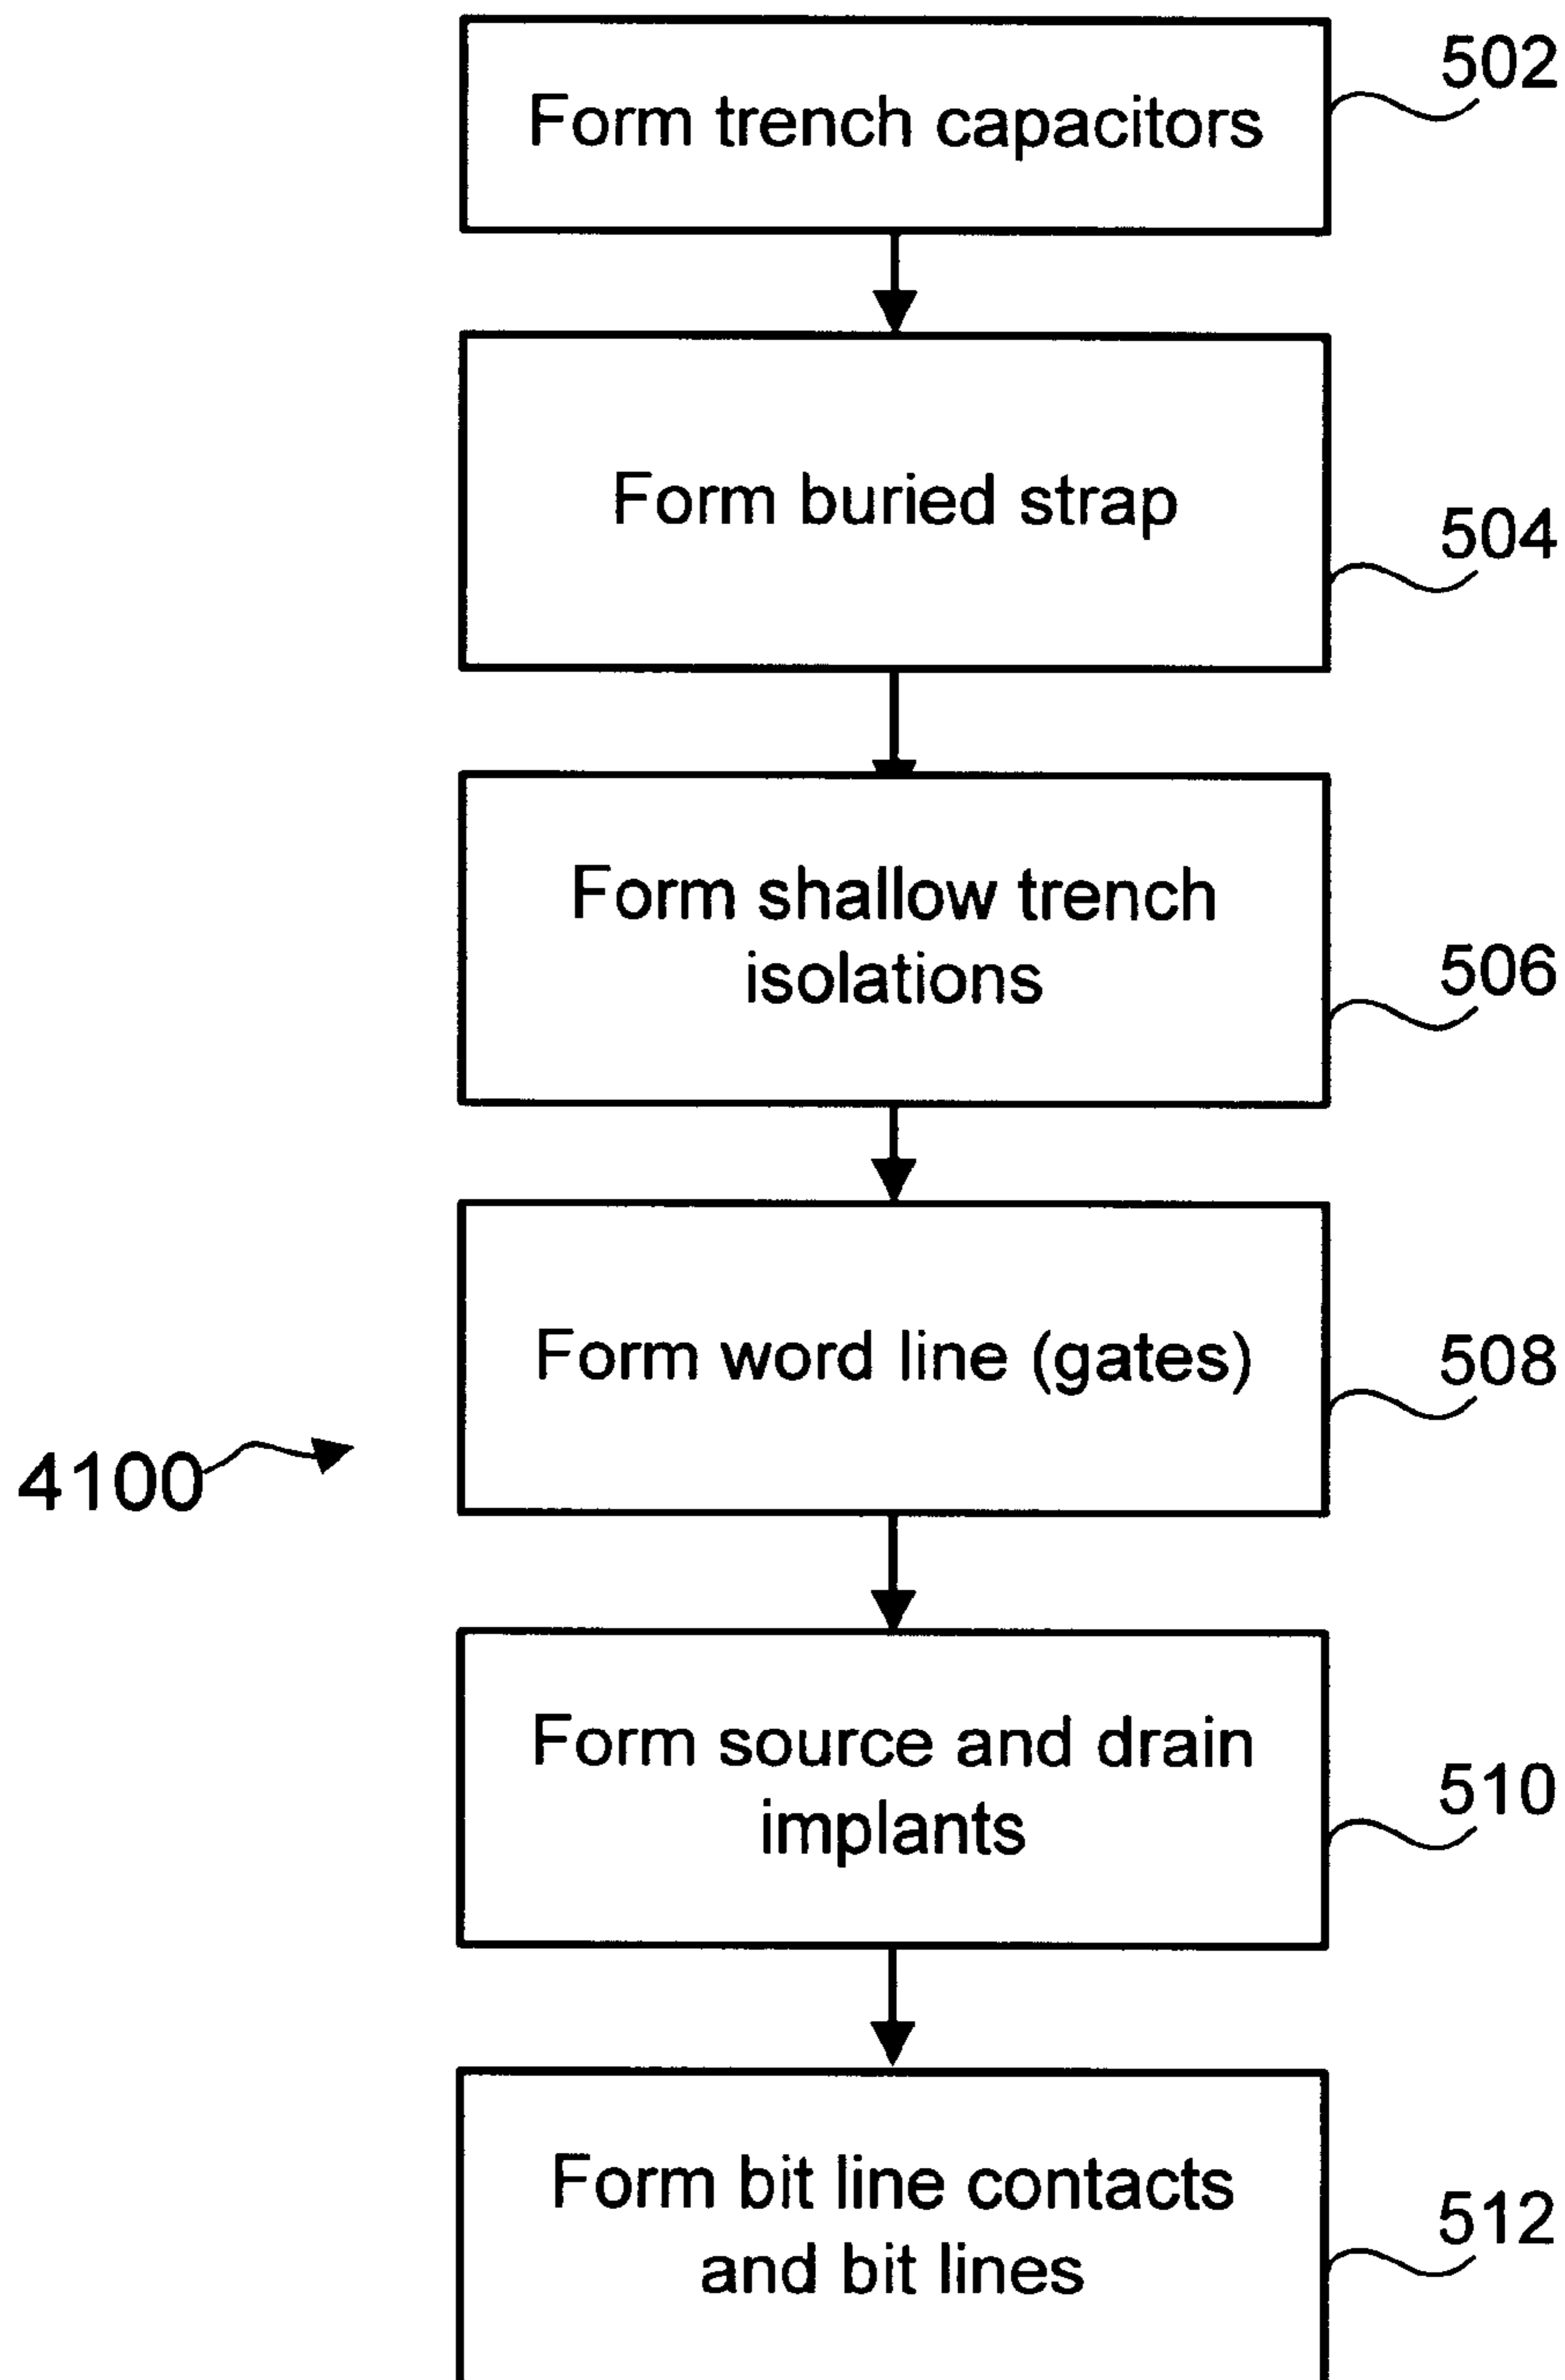 502
Form trench capacitors
Form buried strap
504
Form shallow trench
isolations
506
Form word line (gates)
508
4100
Form source and drain
implants
510
Form bit line contacts
and bit lines
512